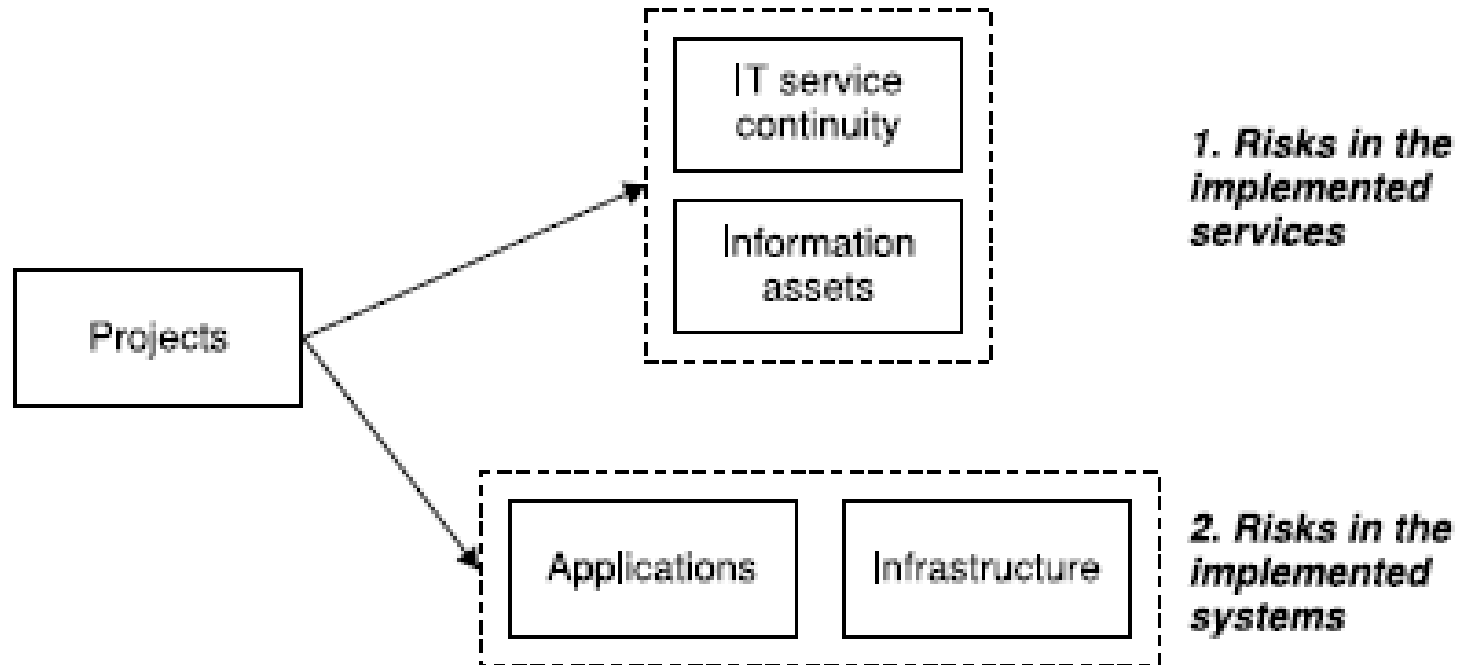 IT service
continuity
1. Risks in the
implemented
services
Information
assets
Projects
2. Risks in the
implemented
systems
Applications
Infrastructure